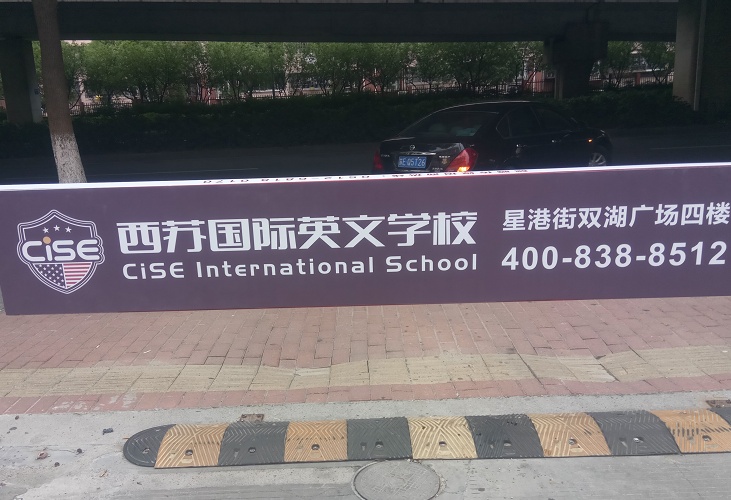 CiSE
西苏国际英文学校
CiSE International School
星港街双湖广场四楼
400-838-8512